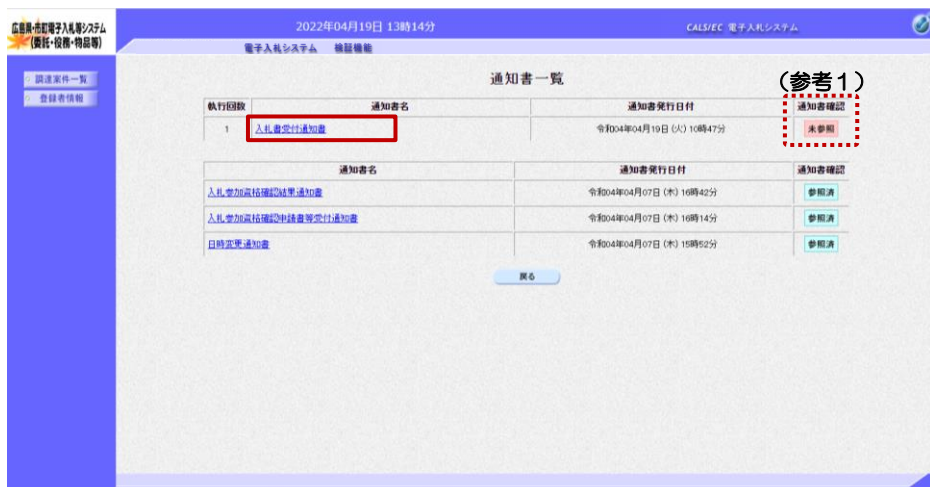 広島県・市町電子入札等システム
(委託・役務・物品等)
2022年04月19日 13時14分
CALS/EC 電子入札システム
電子入札システム 検証機能
調達案件一覧
登録者情報
通知書一覧
(参考1)
執行回数 通知書名 通知書発行日付 通知書確認
1 入札書受付通知書 令和04年04月19日 (火) 10時47分 未参照
通知書名 通知書発行日付 通知書確認
入札参加資格確認結果通知書 令和04年04月07日 (木) 16時42分 参照済
入札参加資格確認申請書等受付通知書 令和04年04月07日 (木) 16時14分 参照済
日時変更通知書 令和04年04月07日 (木) 15時52分 参照済
戻る